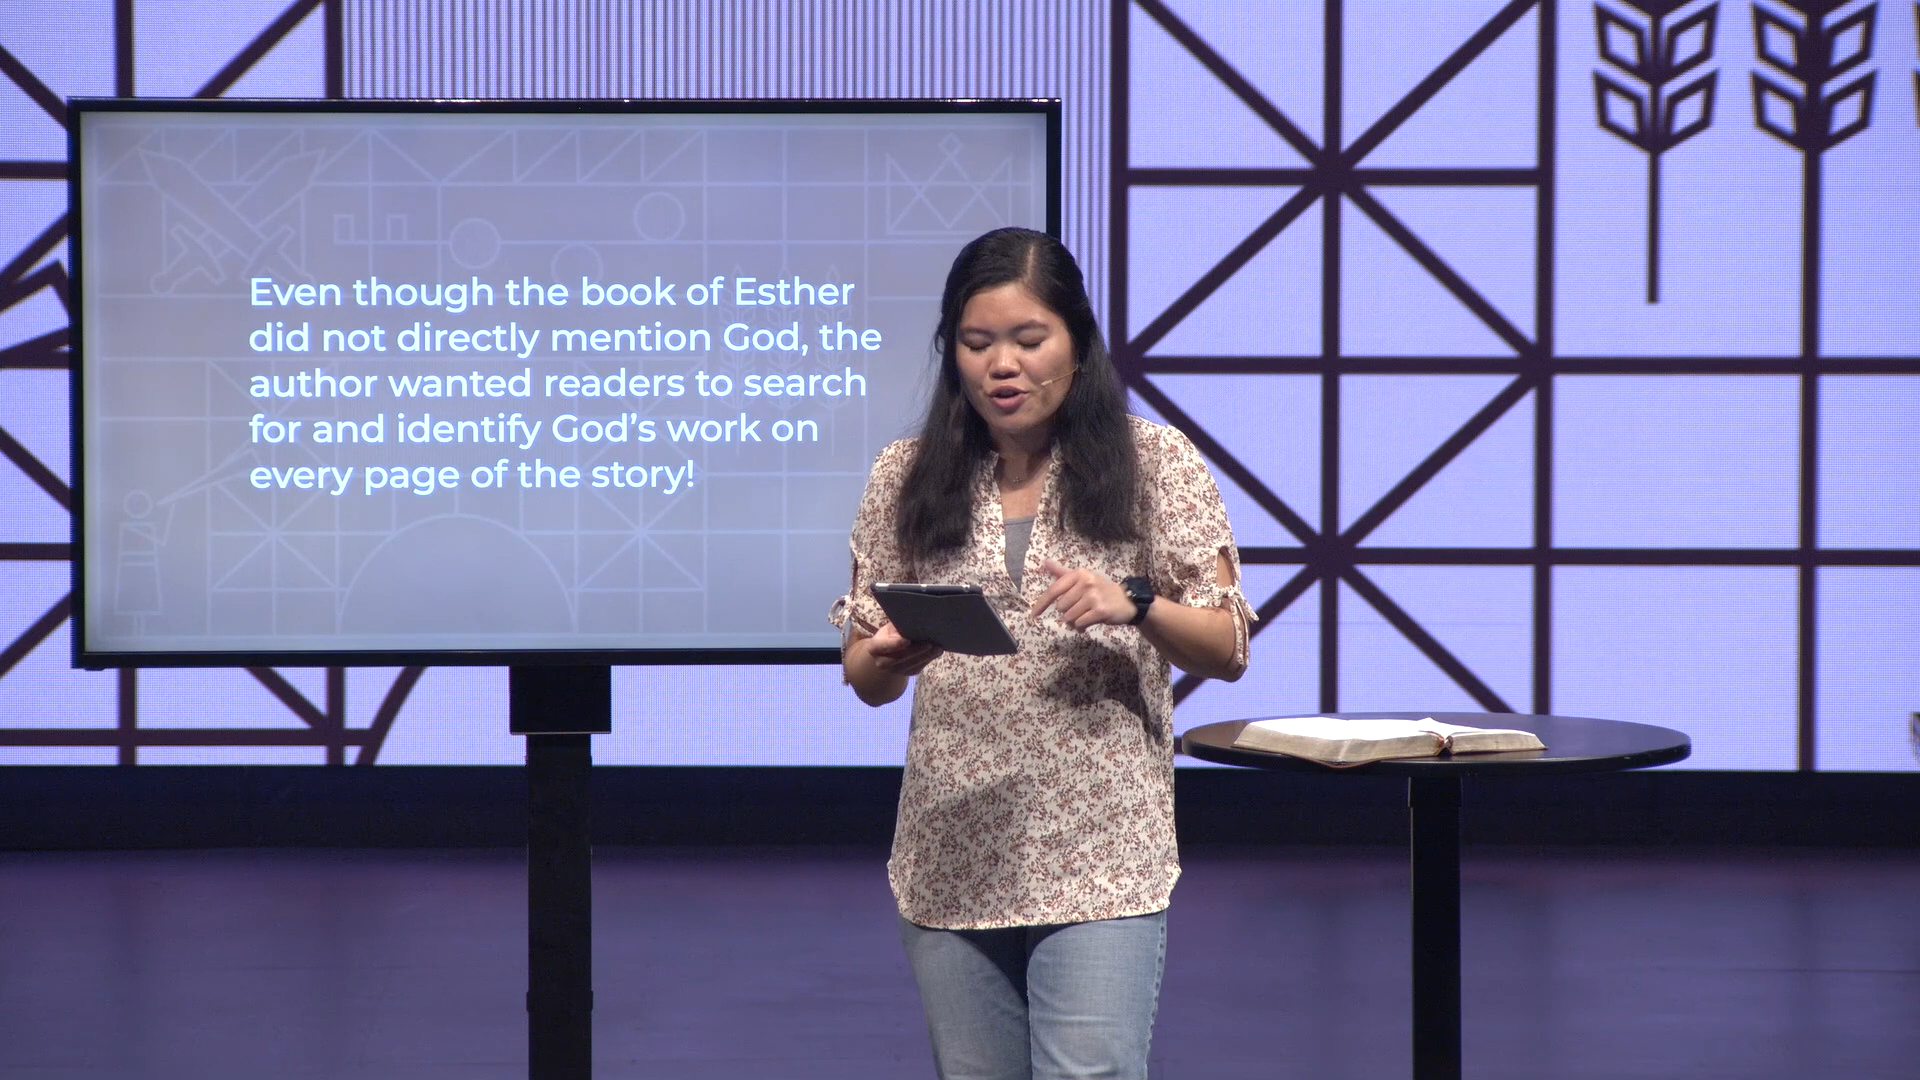 Even though the book of Esther
did not directly mention God, the
author wanted readers to search
for and identify God's work on
every page of the story!